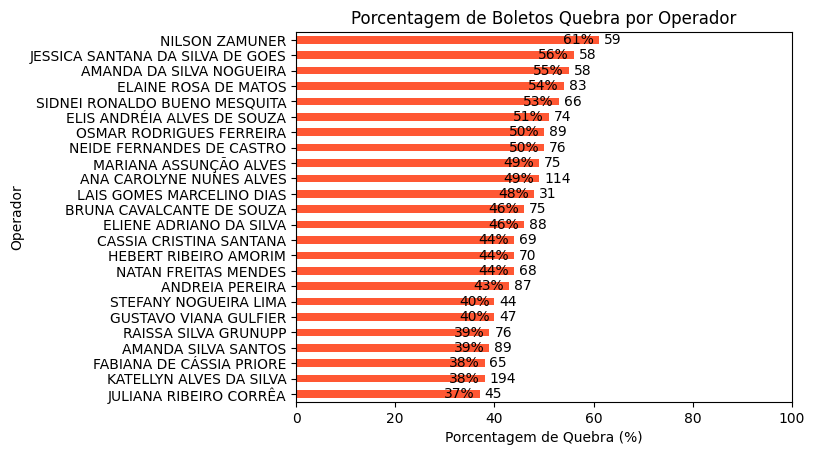 Porcentagem de Boletos Quebra por Operador
Operador
NILSON ZAMUNER 61% 59
JESSICA SANTANA DA SILVA DE GOES 56% 58
AMANDA DA SILVA NOGUEIRA 55% 58
ELAINE ROSA DE MATOS 54% 83
SIDNEI RONALDO BUENO MESQUITA 53% 66
ELIS ANDRÉIA ALVES DE SOUZA 51% 74
OSMAR RODRIGUES FERREIRA 50% 89
NEIDE FERNANDES DE CASTRO 50% 76
MARIANA ASSUNÇÃO ALVES 49% 75
ANA CAROLYNE NUNES ALVES 49% 114
LAIS GOMES MARCELINO DIAS 48% 31
BRUNA CAVALCANTE DE SOUZA 46% 75
ELIENE ADRIANO DA SILVA 46% 88
CASSIA CRISTINA SANTANA 44% 69
HEBERT RIBEIRO AMORIM 44% 70
NATAN FREITAS MENDES 44% 68
ANDREIA PEREIRA 43% 87
STEFANY NOGUEIRA LIMA 40% 44
GUSTAVO VIANA GULFIER 40% 47
RAISSA SILVA GRUNUPP 39% 76
AMANDA SILVA SANTOS 39% 89
FABIANA DE CÁSSIA PRIORE 38% 65
KATELLYN ALVES DA SILVA 38% 194
JULIANA RIBEIRO CORRÊA 37% 45
0 20 40 60 80 100
Porcentagem de Quebra (%)